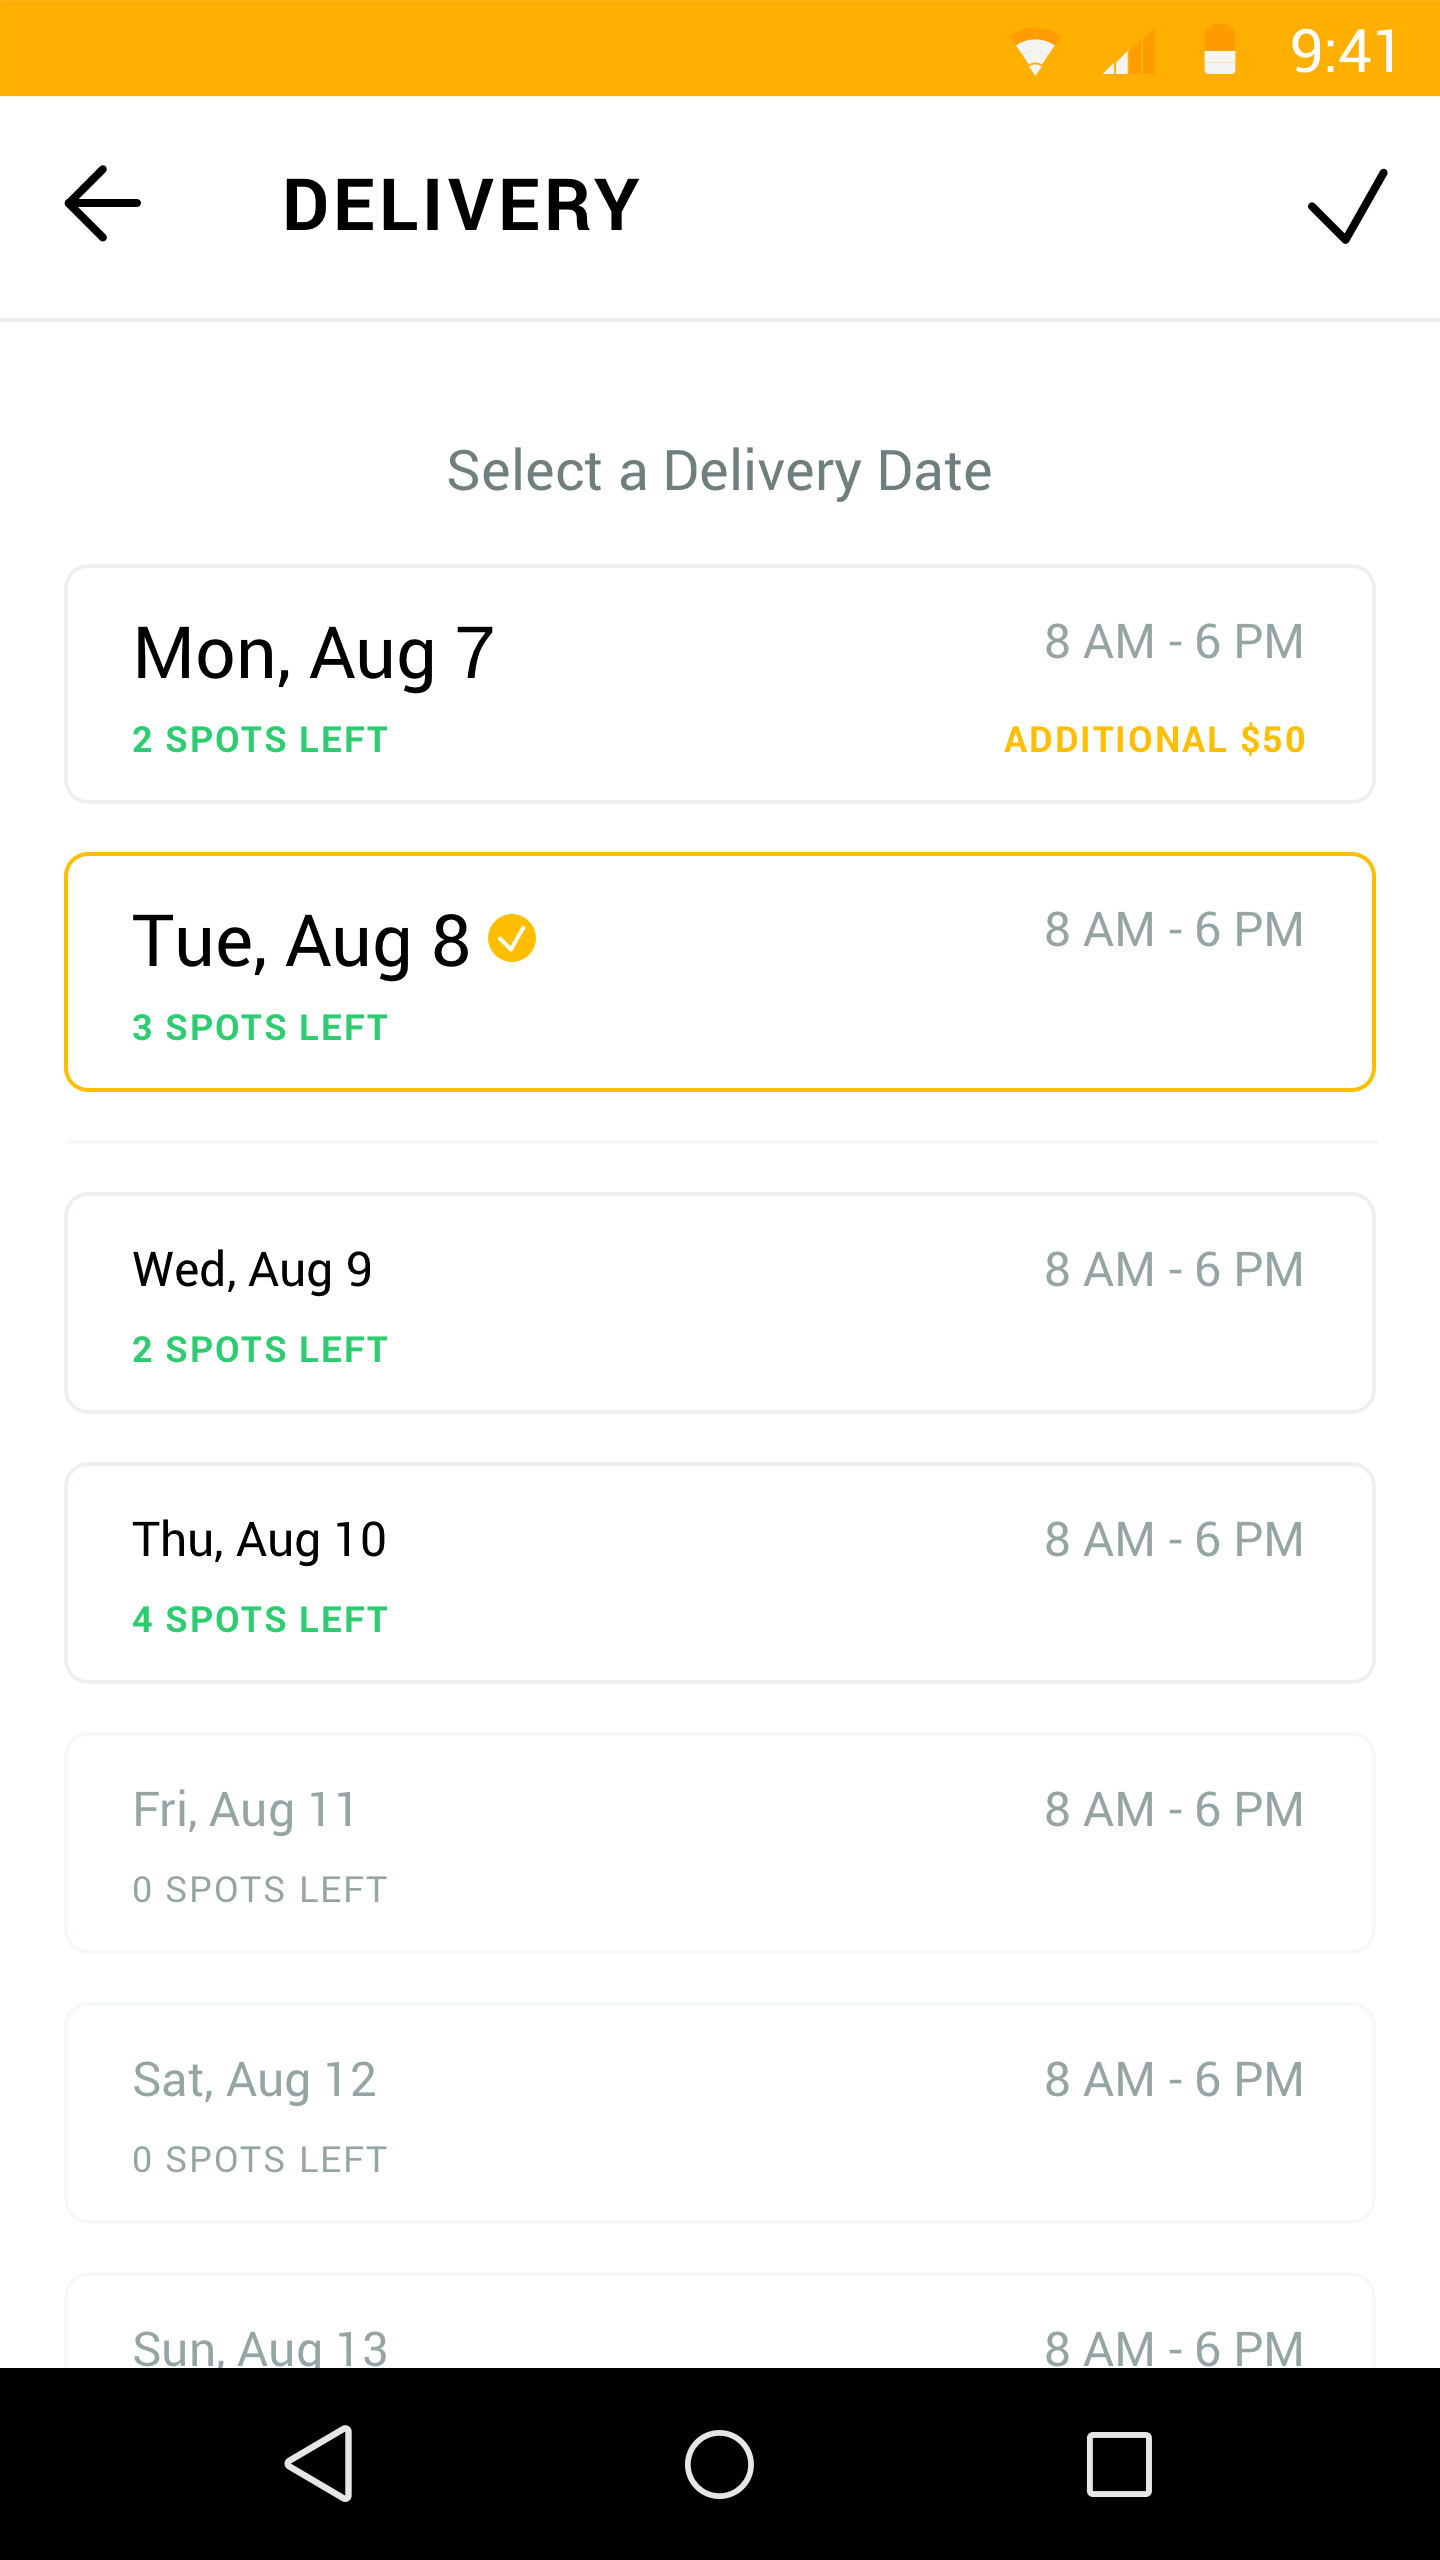 9:41
DELIVERY
Select a Delivery Date
Mon, Aug 7
8 AM - 6 PM
2 SPOTS LEFT
ADDITIONAL $50
Tue, Aug 8
8 AM - 6 PM
3 SPOTS LEFT
Wed, Aug 9
8 AM - 6 PM
2 SPOTS LEFT
Thu, Aug 10
8 AM - 6 PM
4 SPOTS LEFT
Fri, Aug 11
8 AM - 6 PM
0 SPOTS LEFT
Sat, Aug 12
8 AM - 6 PM
0 SPOTS LEFT
Sun, Aug 13
8 AM - 6 PM